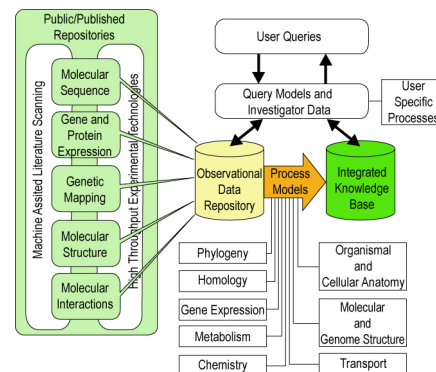 Public/Published
Repositories
Machine Assited Literature Scanning
High Throughput Experimental Technologies
Molecular
Sequence
Gene and
Protein
Expression
Genetic
Mapping
Molecular
Structure
Molecular
Interactions
User Queries
Query Models and
Investigator Data
User
Specific
Processes
Observational
Data
Repository
Process
Models
Integrated
Knowledge
Base
Phylogeny
Homology
Gene Expression
Metabolism
Chemistry
Organismal
and
Cellular Anatomy
Molecular
and
Genome Structure
Transport